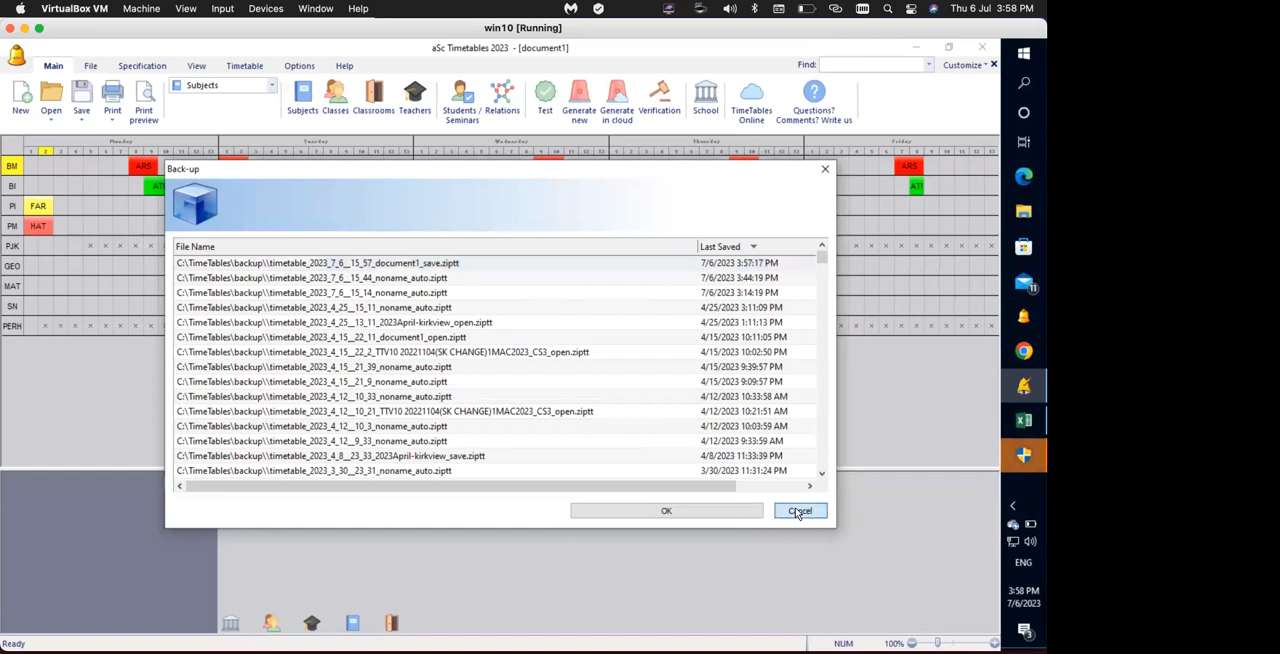 VirtualBox VM Machine View Input Devices Window Help Thu 6 Jul 3:58 PM
win10 [Running]
aSc Timetables 2023 - [document1]
Main File Specification View Timetable Options Help Find: Customize
Subjects
New Open Save Print Print preview Subjects Classes Classrooms Teachers Students/ Seminars Relations Test Generate new Generate in cloud Verification School TimeTables Online Questions? Comments? Write us
Monday Tuesday Wednesday Thursday Friday
BM ARS ARS
BI ATI ATI
PI FAR
PM HAT
PJK
GEO
MAT
SN
PERH
Back-up
File Name Last Saved
C:\TimeTables\backup\\timetable_2023_7_6__15_57_document1_save.ziptt 7/6/2023 3:57:17 PM
C:\TimeTables\backup\\timetable_2023_7_6__15_44_noname_auto.ziptt 7/6/2023 3:44:19 PM
C:\TimeTables\backup\\timetable_2023_7_6__15_14_noname_auto.ziptt 7/6/2023 3:14:19 PM
C:\TimeTables\backup\\timetable_2023_4_25__15_11_noname_auto.ziptt 4/25/2023 3:11:09 PM
C:\TimeTables\backup\\timetable_2023_4_25__13_11_2023April-kirkview_open.ziptt 4/25/2023 1:11:13 PM
C:\TimeTables\backup\\timetable_2023_4_15__22_11_document1_open.ziptt 4/15/2023 10:11:05 PM
C:\TimeTables\backup\\timetable_2023_4_15__22_2_TTV10 20221104(SK CHANGE)1MAC2023_CS3_open.ziptt 4/15/2023 10:02:50 PM
C:\TimeTables\backup\\timetable_2023_4_15__21_39_noname_auto.ziptt 4/15/2023 9:39:57 PM
C:\TimeTables\backup\\timetable_2023_4_15__21_9_noname_auto.ziptt 4/15/2023 9:09:57 PM
C:\TimeTables\backup\\timetable_2023_4_12__10_33_noname_auto.ziptt 4/12/2023 10:33:58 AM
C:\TimeTables\backup\\timetable_2023_4_12__10_21_TTV10 20221104(SK CHANGE)1MAC2023_CS3_open.ziptt 4/12/2023 10:21:51 AM
C:\TimeTables\backup\\timetable_2023_4_12__10_3_noname_auto.ziptt 4/12/2023 10:03:59 AM
C:\TimeTables\backup\\timetable_2023_4_12__9_33_noname_auto.ziptt 4/12/2023 9:33:59 AM
C:\TimeTables\backup\\timetable_2023_4_8__23_33_2023April-kirkview_save.ziptt 4/8/2023 11:33:39 PM
C:\TimeTables\backup\\timetable_2023_3_30__23_31_noname_auto.ziptt 3/30/2023 11:31:24 PM
OK Cancel
11
ENG
3:58 PM
7/6/2023
3
Ready NUM 100%